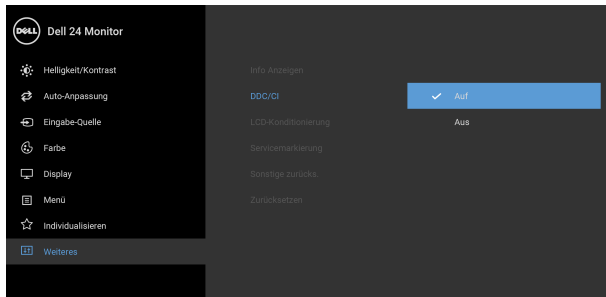 DELL Dell 24 Monitor
Helligkeit/Kontrast
Auto-Anpassung
Eingabe-Quelle
Farbe
Display
Menü
Individualisieren
Weiteres
Info Anzeigen
DDC/CI
LCD-Konditionierung
Servicemarkierung
Sonstige zurücks.
Zurücksetzen
Auf
Aus